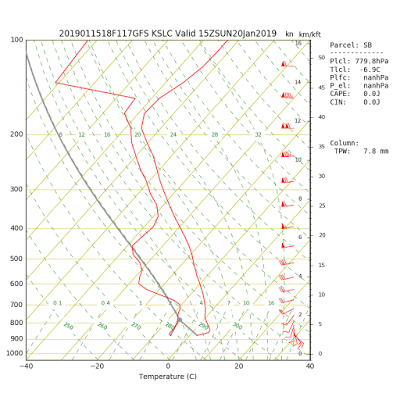 2019011518F117GFS KSLC Valid 15ZSUN20Jan2019 kn km/kft
100 16 50
14 45
12 40
200 0 8 12 16 20 24 28 32 35
10 30
300 8 25
400 6 20
500
600 4 15
700 0 1 0 4 4 7 10 16 10
800 250 260 270 280 290 300 2 5
900
1000 0 0
−40 −20 0 20 40
Temperature (C)
Parcel: SB
Plcl: 779.8hPa
Tlcl: -6.9C
Plfc: nanhPa
P_el: nanhPa
CAPE: 0.0J
CIN: 0.0J
Column:
TPW: 7.8 mm